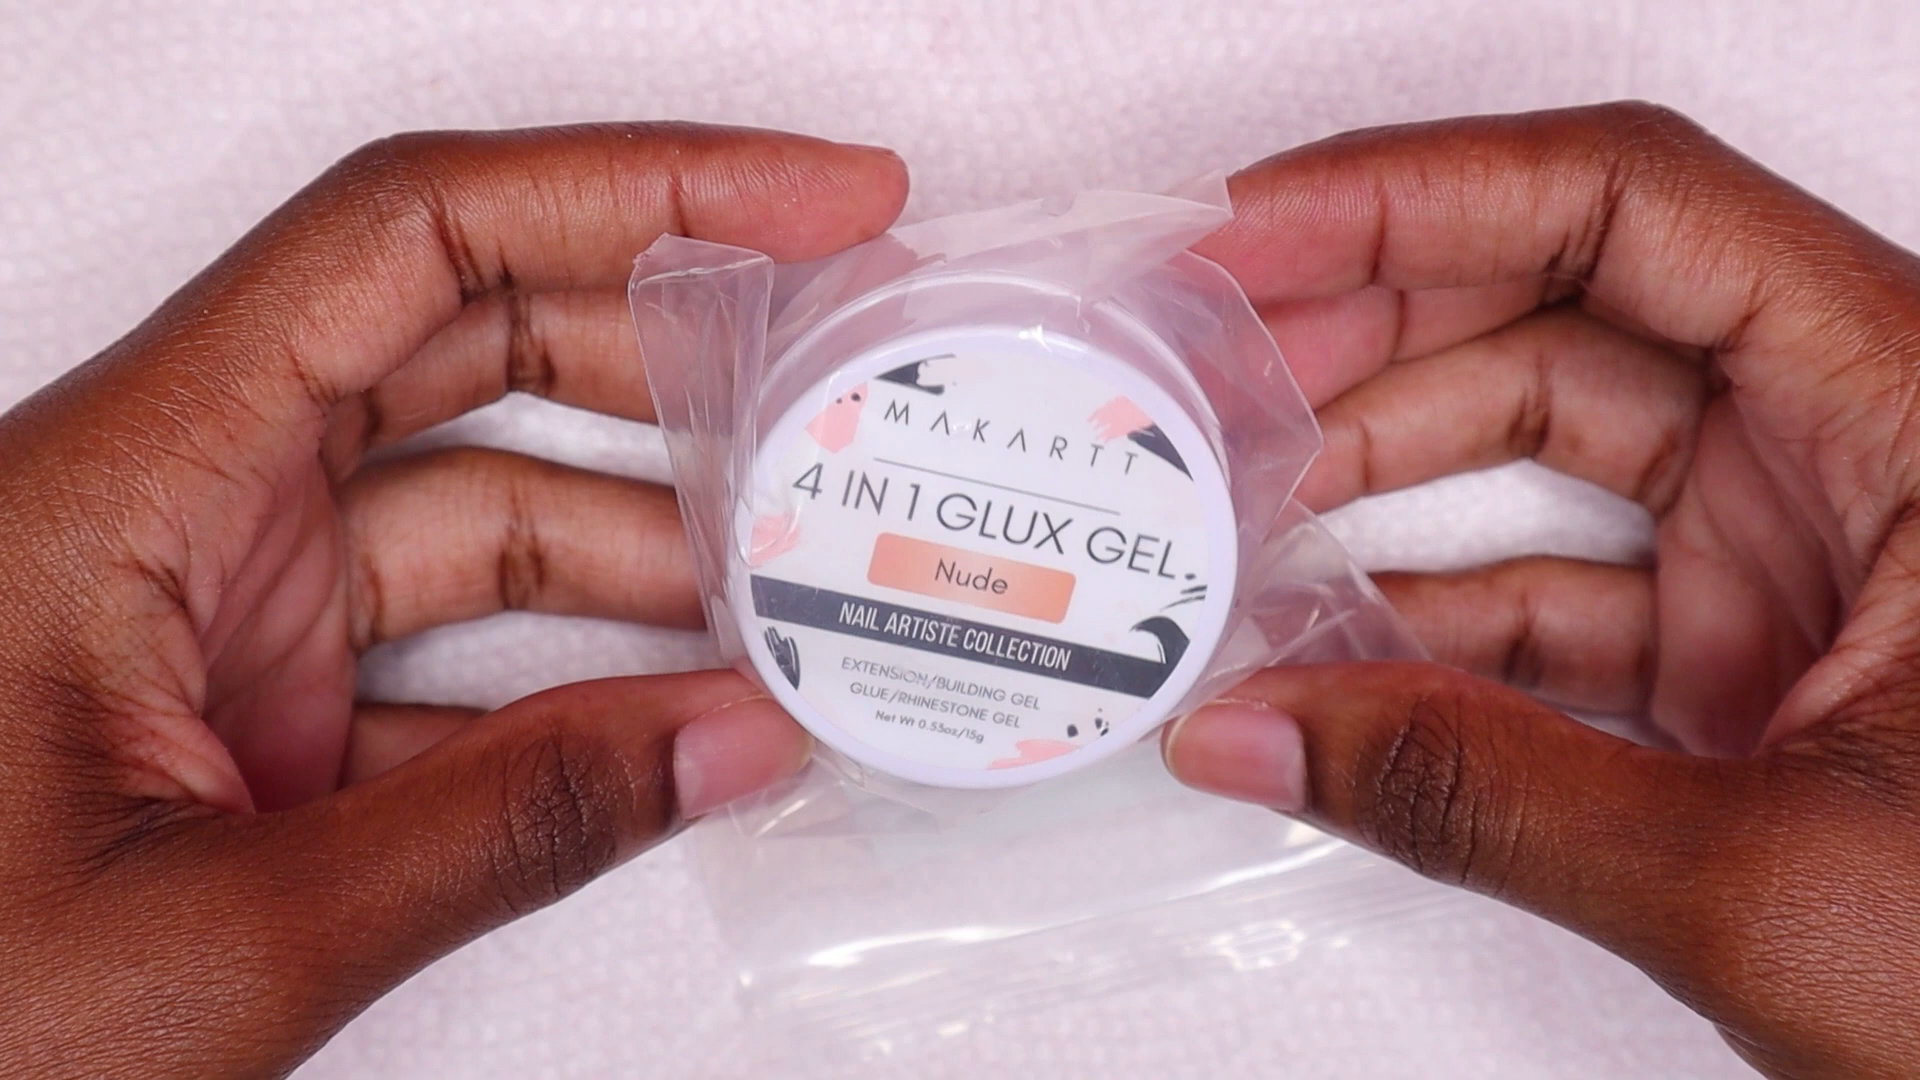 MAKARTT
4 IN 1 GLUX GEL
Nude
NAIL ARTISTE COLLECTION
EXTENSION/BUILDING GEL
GLUE/RHINESTONE GEL
Net Wt 0.53oz/15g